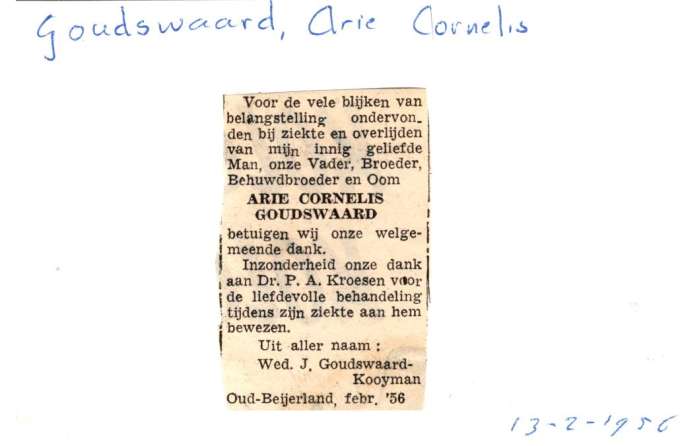 Goudswaard, Arie Cornelis
Voor de vele blijken van
belangstelling ondervon-
den bij ziekte en overlijden
van mijn innig geliefde
Man, onze Vader, Broeder,
Behuwdbroeder en Oom
ARIE CORNELIS
GOUDSWAARD
betuigen wij onze welge-
meende dank.
Inzonderheid onze dank
aan Dr. P. A. Kroesen voor
de liefdevolle behandeling
tijdens zijn ziekte aan hem
bewezen.
Uit aller naam :
Wed. J. Goudswaard-
Kooyman
Oud-Beijerland, febr. '56
13-2-1956